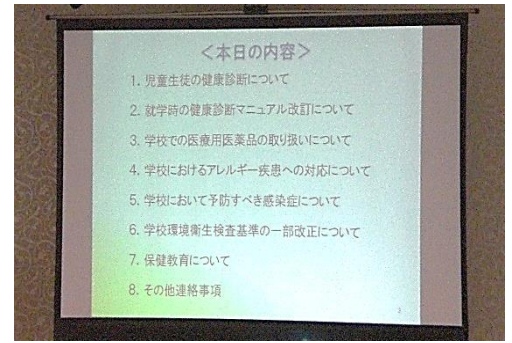 ＜本日の内容＞
1. 児童生徒の健康診断について
2. 就学時の健康診断マニュアル改訂について
3. 学校での医療用医薬品の取り扱いについて
4. 学校におけるアレルギー疾患への対応について
5. 学校において予防すべき感染症について
6. 学校環境衛生検査基準の一部改正について
7. 保健教育について
8. その他連絡事項